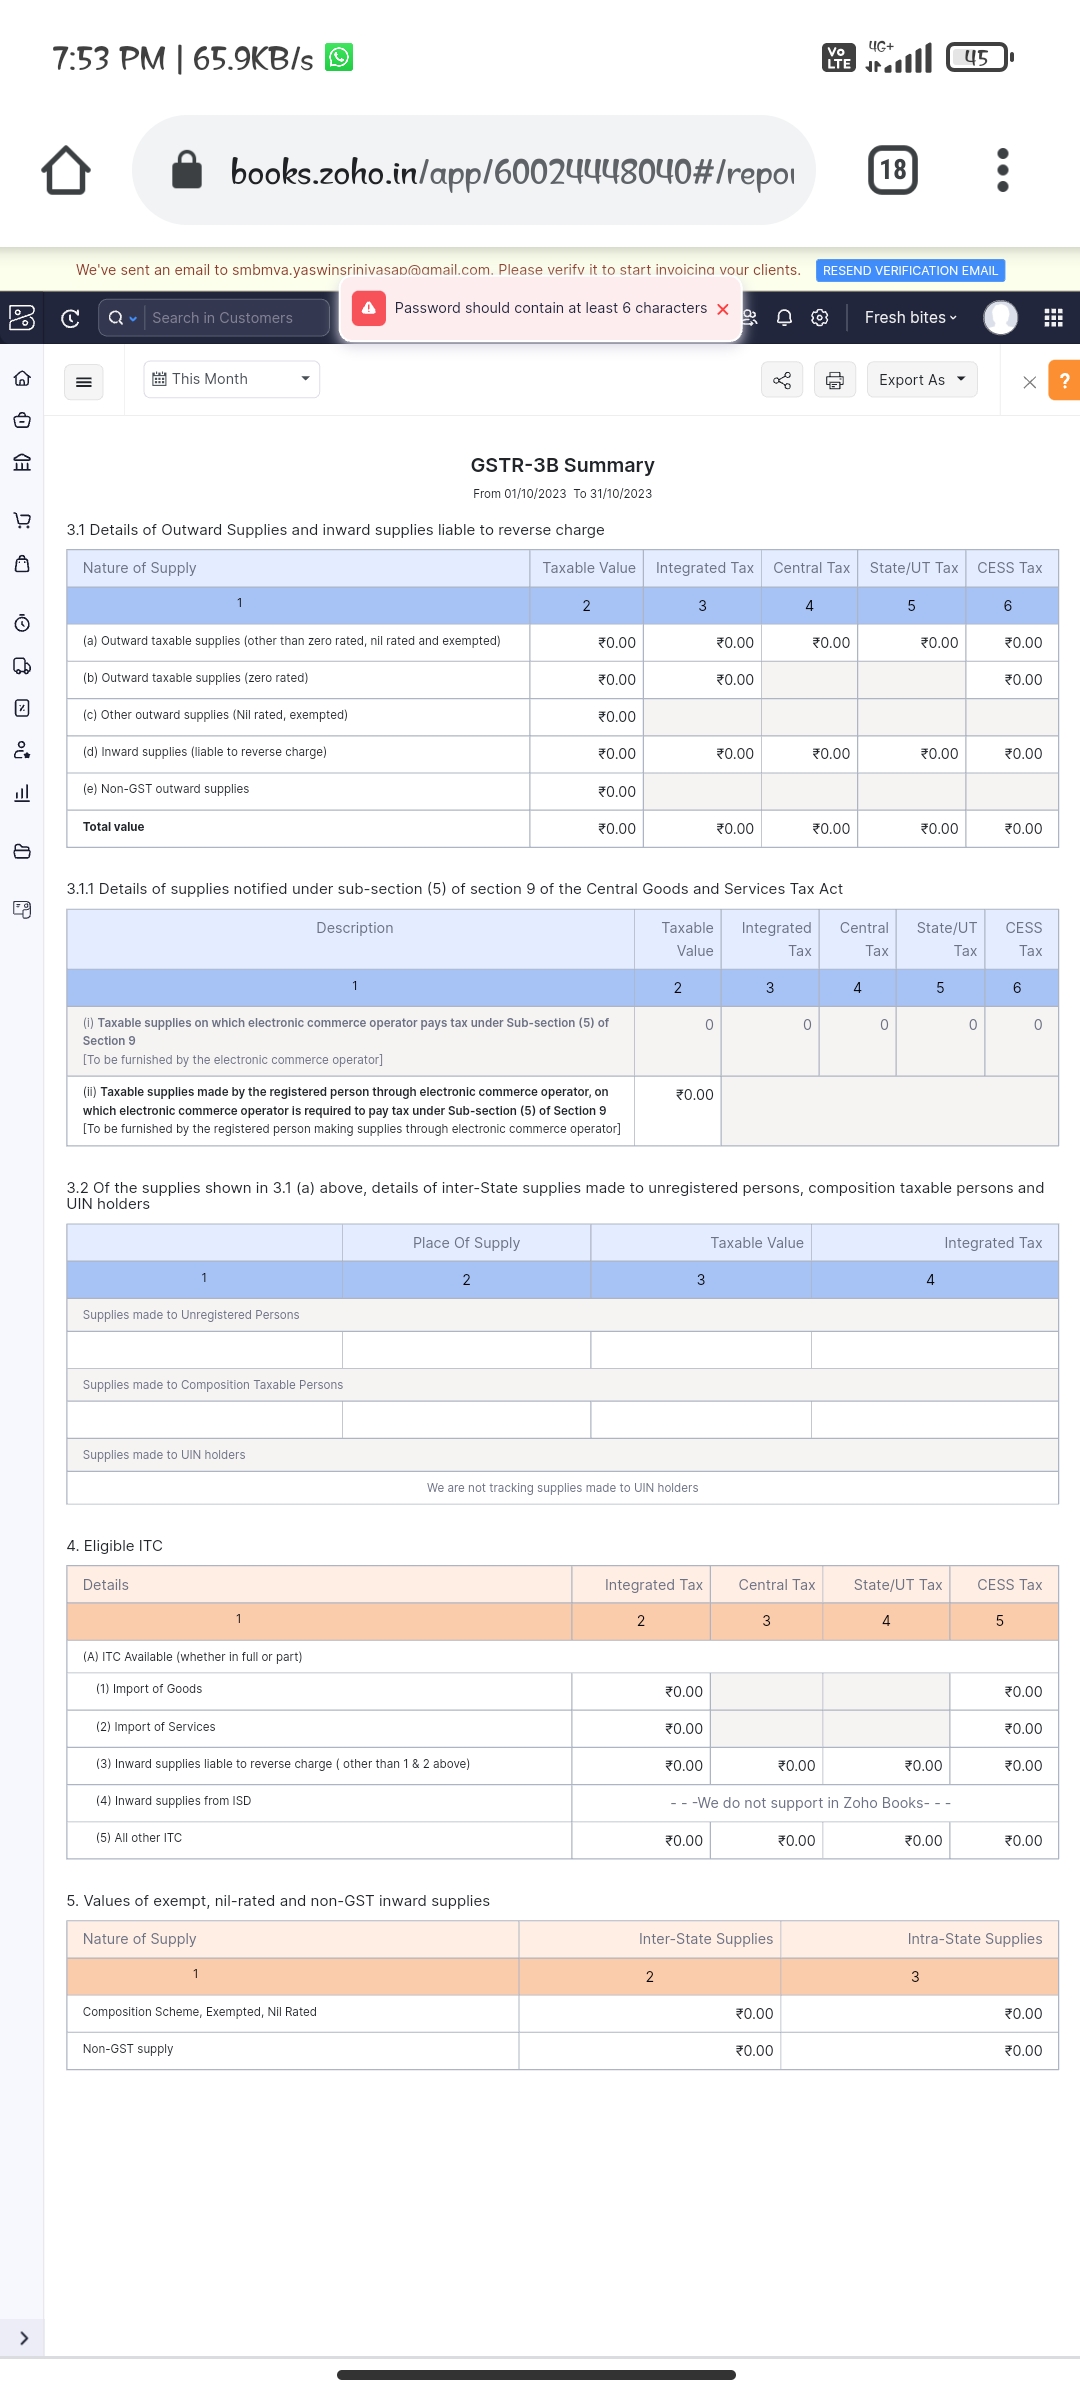 7:53 PM | 65.9KB/s
Vo LTE
4G+
45
books.zoho.in/app/60024448040#/repo
18
We've sent an email to smbmva.yaswinsrinivasap@gmail.com. Please verify it to start invoicing your clients.
RESEND VERIFICATION EMAIL
Search in Customers
Password should contain at least 6 characters
Fresh bites
This Month
Export As
?
GSTR-3B Summary
From 01/10/2023 To 31/10/2023
3.1 Details of Outward Supplies and inward supplies liable to reverse charge
Nature of Supply Taxable Value Integrated Tax Central Tax State/UT Tax CESS Tax
1 2 3 4 5 6
(a) Outward taxable supplies (other than zero rated, nil rated and exempted) ₹0.00 ₹0.00 ₹0.00 ₹0.00 ₹0.00
(b) Outward taxable supplies (zero rated) ₹0.00 ₹0.00 ₹0.00
(c) Other outward supplies (Nil rated, exempted) ₹0.00
(d) Inward supplies (liable to reverse charge) ₹0.00 ₹0.00 ₹0.00 ₹0.00 ₹0.00
(e) Non-GST outward supplies ₹0.00
Total value ₹0.00 ₹0.00 ₹0.00 ₹0.00 ₹0.00
3.1.1 Details of supplies notified under sub-section (5) of section 9 of the Central Goods and Services Tax Act
Description Taxable Value Integrated Tax Central Tax State/UT Tax CESS Tax
1 2 3 4 5 6
(i) Taxable supplies on which electronic commerce operator pays tax under Sub-section (5) of
Section 9
[To be furnished by the electronic commerce operator]
0 0 0 0 0
(ii) Taxable supplies made by the registered person through electronic commerce operator, on
which electronic commerce operator is required to pay tax under Sub-section (5) of Section 9
[To be furnished by the registered person making supplies through electronic commerce operator]
₹0.00
3.2 Of the supplies shown in 3.1 (a) above, details of inter-State supplies made to unregistered persons, composition taxable persons and
UIN holders
Place Of Supply Taxable Value Integrated Tax
1 2 3 4
Supplies made to Unregistered Persons
Supplies made to Composition Taxable Persons
Supplies made to UIN holders
We are not tracking supplies made to UIN holders
4. Eligible ITC
Details Integrated Tax Central Tax State/UT Tax CESS Tax
1 2 3 4 5
(A) ITC Available (whether in full or part)
(1) Import of Goods ₹0.00 ₹0.00
(2) Import of Services ₹0.00 ₹0.00
(3) Inward supplies liable to reverse charge ( other than 1 & 2 above) ₹0.00 ₹0.00 ₹0.00 ₹0.00
(4) Inward supplies from ISD - - -We do not support in Zoho Books- - -
(5) All other ITC ₹0.00 ₹0.00 ₹0.00 ₹0.00
5. Values of exempt, nil-rated and non-GST inward supplies
Nature of Supply Inter-State Supplies Intra-State Supplies
1 2 3
Composition Scheme, Exempted, Nil Rated ₹0.00 ₹0.00
Non-GST supply ₹0.00 ₹0.00